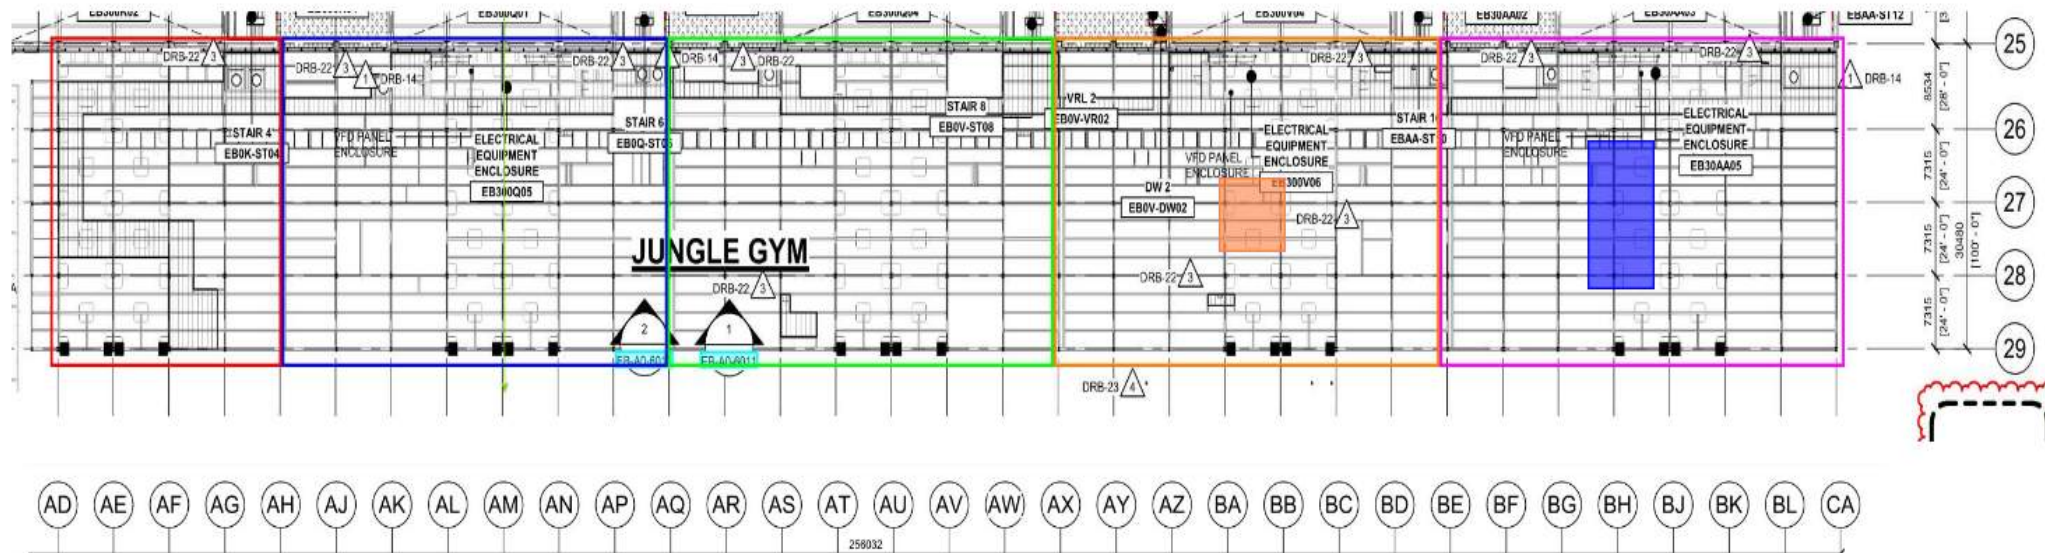 EB300Q01
EB300Q04
EB300V04
EB30AA02
EB30AA03
EBAA-ST12
25
DRB-22 3
DRB-22 3
1 DRB-14
DRB-22 3
DRB-14
3 DRB-22
DRB-22 3
DRB-22 3
DRB-22 3
1 DRB-14
8534
[28' - 0"]
STAIR 4
EB0K-ST04
VFD PANEL
ENCLOSURE
ELECTRICAL
EQUIPMENT
ENCLOSURE
EB300Q05
STAIR 6
STAIR 8
EB0V-ST08
VRL 2
EB0V-VR02
VFD PANEL
ENCLOSURE
ELECTRICAL
EQUIPMENT
ENCLOSURE
EB300V06
VFD PANEL
ENCLOSURE
ELECTRICAL
EQUIPMENT
ENCLOSURE
EB30AA05
26
7315
[24' - 0"]
DW 2
EB0V-DW02
DRB-22 3
27
JUNGLE GYM
7315
[24' - 0"]
30480
[100' - 0"]
DRB-22 3
DRB-22 3
28
2
1
EB-A0-6011
7315
[24' - 0"]
29
DRB-23 4
AD AE AF AG AH AJ AK AL AM AN AP AQ AR AS AT AU AV AW AX AY AZ BA BB BC BD BE BF BG BH BJ BK BL CA
256032